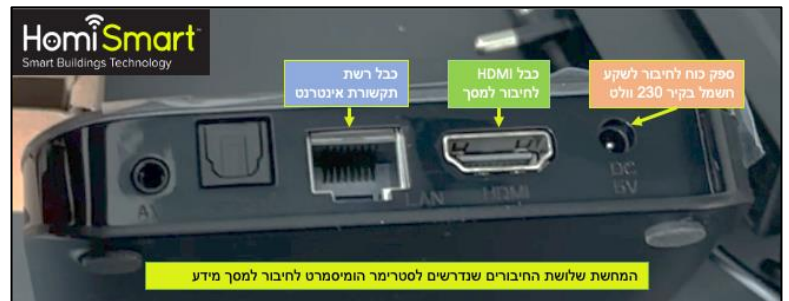 HomiSmart
Smart Buildings Technology
ספק כוח לחיבור לשקע
חשמל בקיר 230 וולט
כבל HDMI
לחיבור למסך
כבל רשת
תקשורת אינטרנט
AV
LAN
HDMI
DC
5V
המחשת שלושת החיבורים שנדרשים לסטרימר הומיסמרט לחיבור למסך מידע